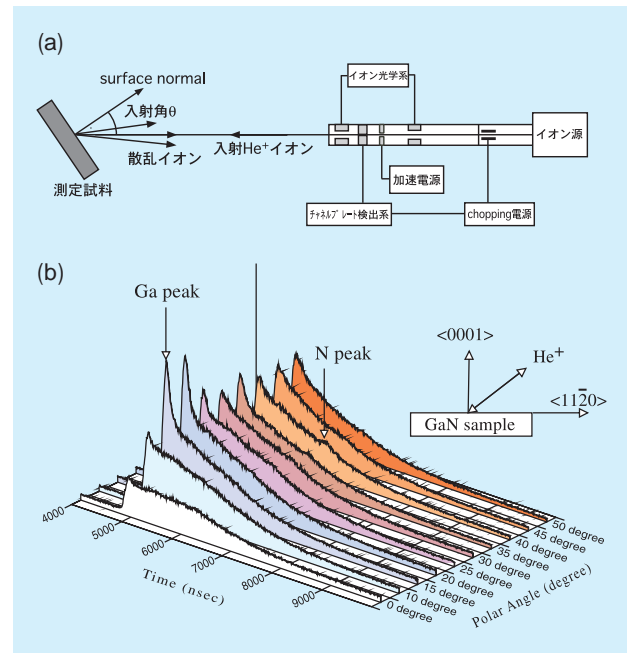 (a)
イオン光学系
surface normal
入射角θ
入射He⁺イオン
散乱イオン
イオン源
測定試料
加速電源
ﾁｬﾈﾙﾌﾟﾚｰﾄ検出系
chopping電源
(b)
Ga peak
N peak
<0001>
He⁺
<112̄0>
GaN sample
4000
5000
6000
7000
8000
9000
Time (nsec)
0 degree
10 degree
15 degree
20 degree
25 degree
30 degree
35 degree
40 degree
45 degree
50 degree
Polar Angle (degree)